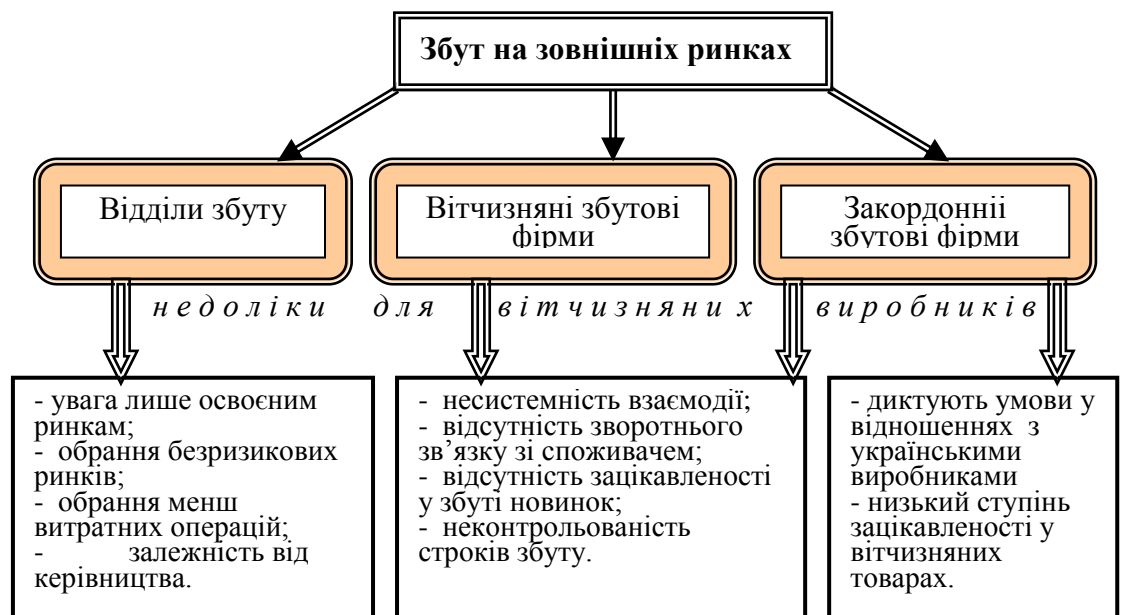 Збут на зовнішніх ринках
Відділи збуту
Вітчизняні збутові
фірми
Закордонніі
збутові фірми
недоліки для вітчизняних виробників
- увага лише освоєним
ринкам;
- обрання безризикових
ринків;
- обрання менш
витратних операцій;
- залежність від
керівництва.
- несистемність взаємодії;
- відсутність зворотнього
зв’язку зі споживачем;
- відсутність зацікавленості
у збуті новинок;
- неконтрольованість
строків збуту.
- диктують умови у
відношеннях з
українськими
виробниками
- низький ступінь
зацікавленості у
вітчизняних
товарах.